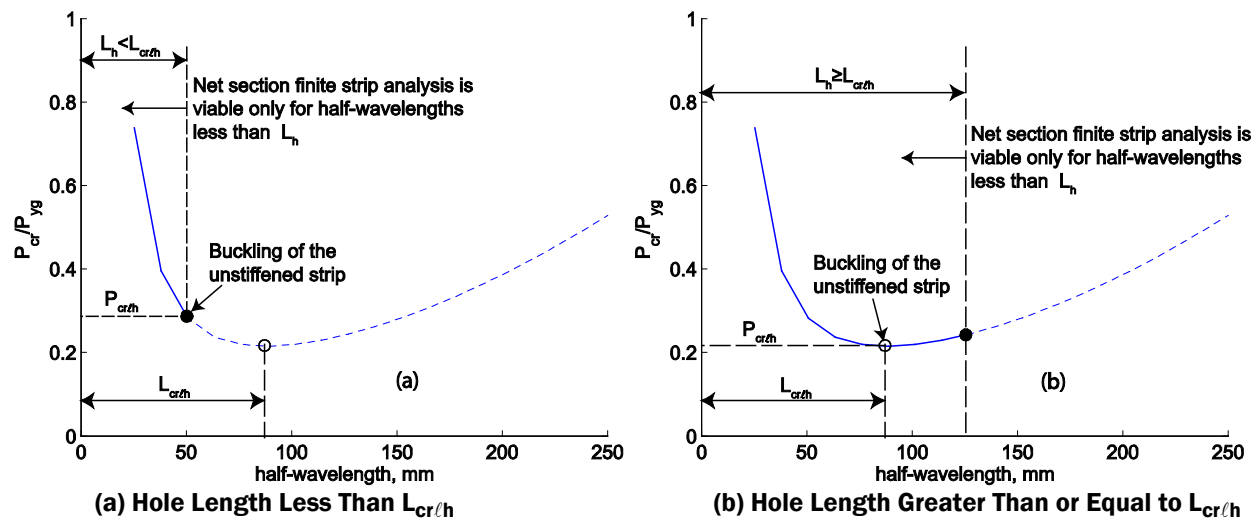 1
0.8
0.6
0.4
0.2
0
P_cr/P_yg
L_h<L_crℓh
Net section finite strip analysis is
viable only for half-wavelengths
less than L_h
Buckling of the
unstiffened strip
P_crℓh
L_crℓh
(a)
0 50 100 150 200 250
half-wavelength, mm
(a) Hole Length Less Than L_crℓh
1
0.8
0.6
0.4
0.2
0
P_cr/P_yg
L_h≥L_crℓh
Net section finite strip analysis is
viable only for half-wavelengths
less than L_h
Buckling of the
unstiffened strip
P_crℓh
L_crℓh
(b)
0 50 100 150 200 250
half-wavelength, mm
(b) Hole Length Greater Than or Equal to L_crℓh